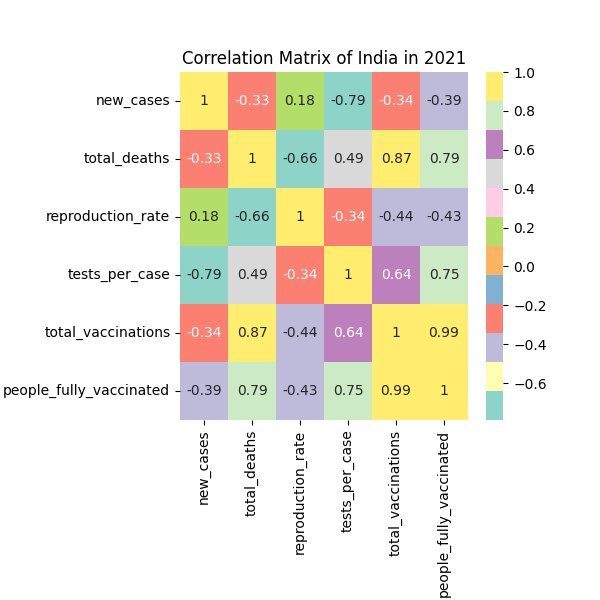 Correlation Matrix of India in 2021
new_cases 1 -0.33 0.18 -0.79 -0.34 -0.39
total_deaths -0.33 1 -0.66 0.49 0.87 0.79
reproduction_rate 0.18 -0.66 1 -0.34 -0.44 -0.43
tests_per_case -0.79 0.49 -0.34 1 0.64 0.75
total_vaccinations -0.34 0.87 -0.44 0.64 1 0.99
people_fully_vaccinated -0.39 0.79 -0.43 0.75 0.99 1
new_cases
total_deaths
reproduction_rate
tests_per_case
total_vaccinations
people_fully_vaccinated
1.0
0.8
0.6
0.4
0.2
0.0
−0.2
−0.4
−0.6